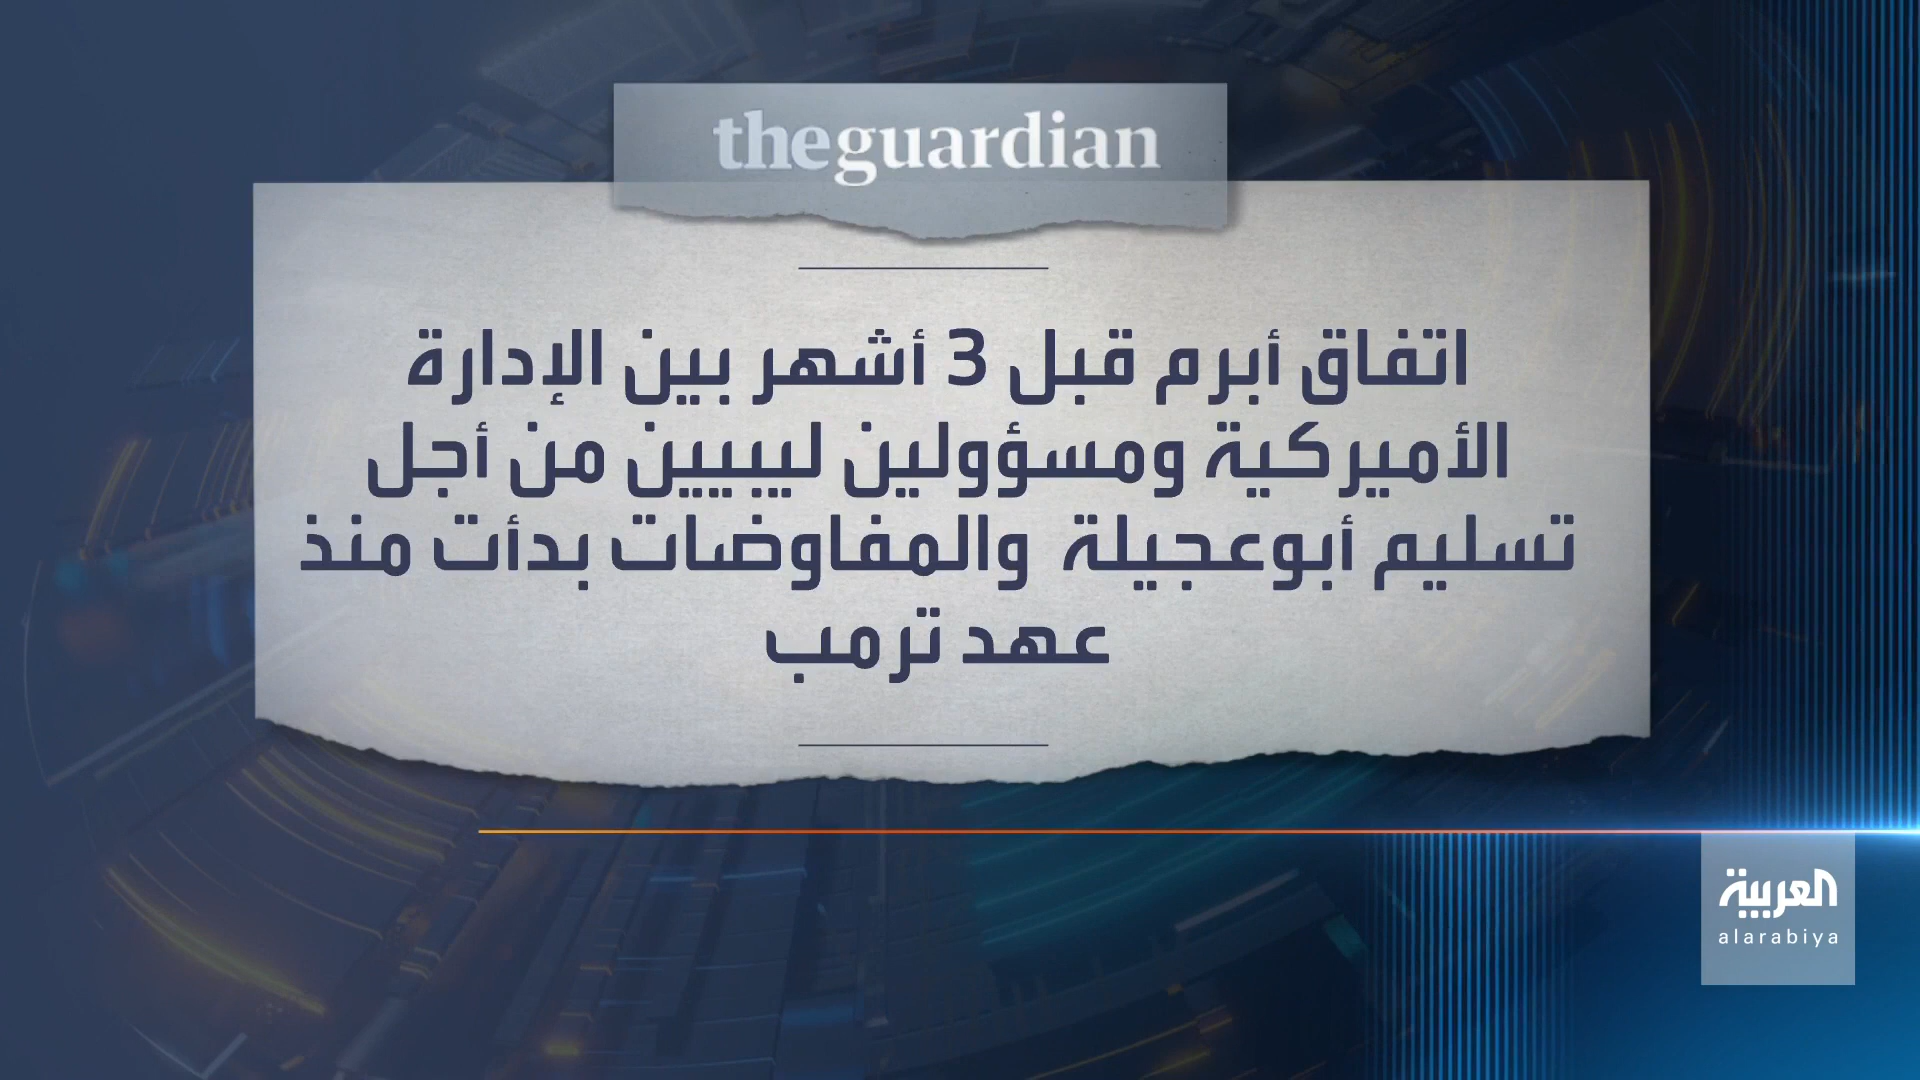 theguardian
اتفاق أبرم قبل 3 أشهر بين الإدارة
الأميركية ومسؤولين ليبيين من أجل
تسليم أبوعجيلة والمفاوضات بدأت منذ
عهد ترمب
العربية
alarabiya